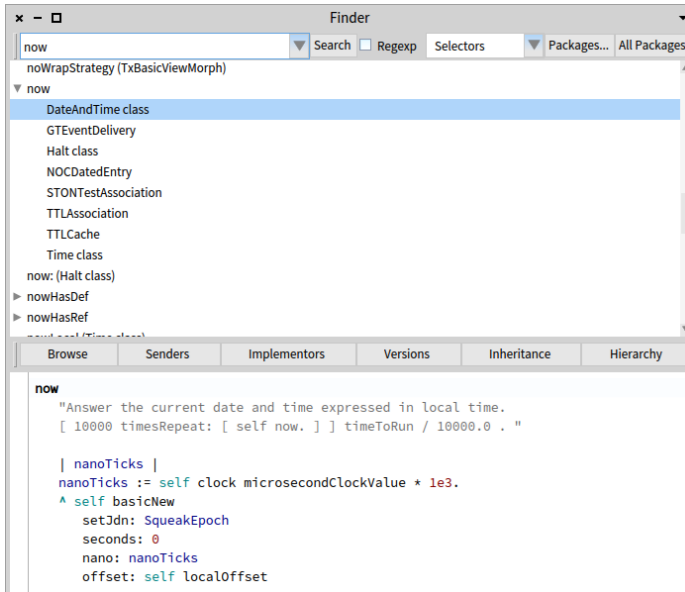 Finder
now Search Regexp Selectors Packages... All Packages
noWrapStrategy (TxBasicViewMorph)
now
DateAndTime class
GTEventDelivery
Halt class
NOCDatedEntry
STONTestAssociation
TTLAssociation
TTLCache
Time class
now: (Halt class)
nowHasDef
nowHasRef
nowLocal (Time class)
Browse Senders Implementors Versions Inheritance Hierarchy
now
"Answer the current date and time expressed in local time.
[ 10000 timesRepeat: [ self now. ] ] timeToRun / 10000.0 . "
| nanoTicks |
nanoTicks := self clock microsecondClockValue * 1e3.
^ self basicNew
setJdn: SqueakEpoch
seconds: 0
nano: nanoTicks
offset: self localOffset